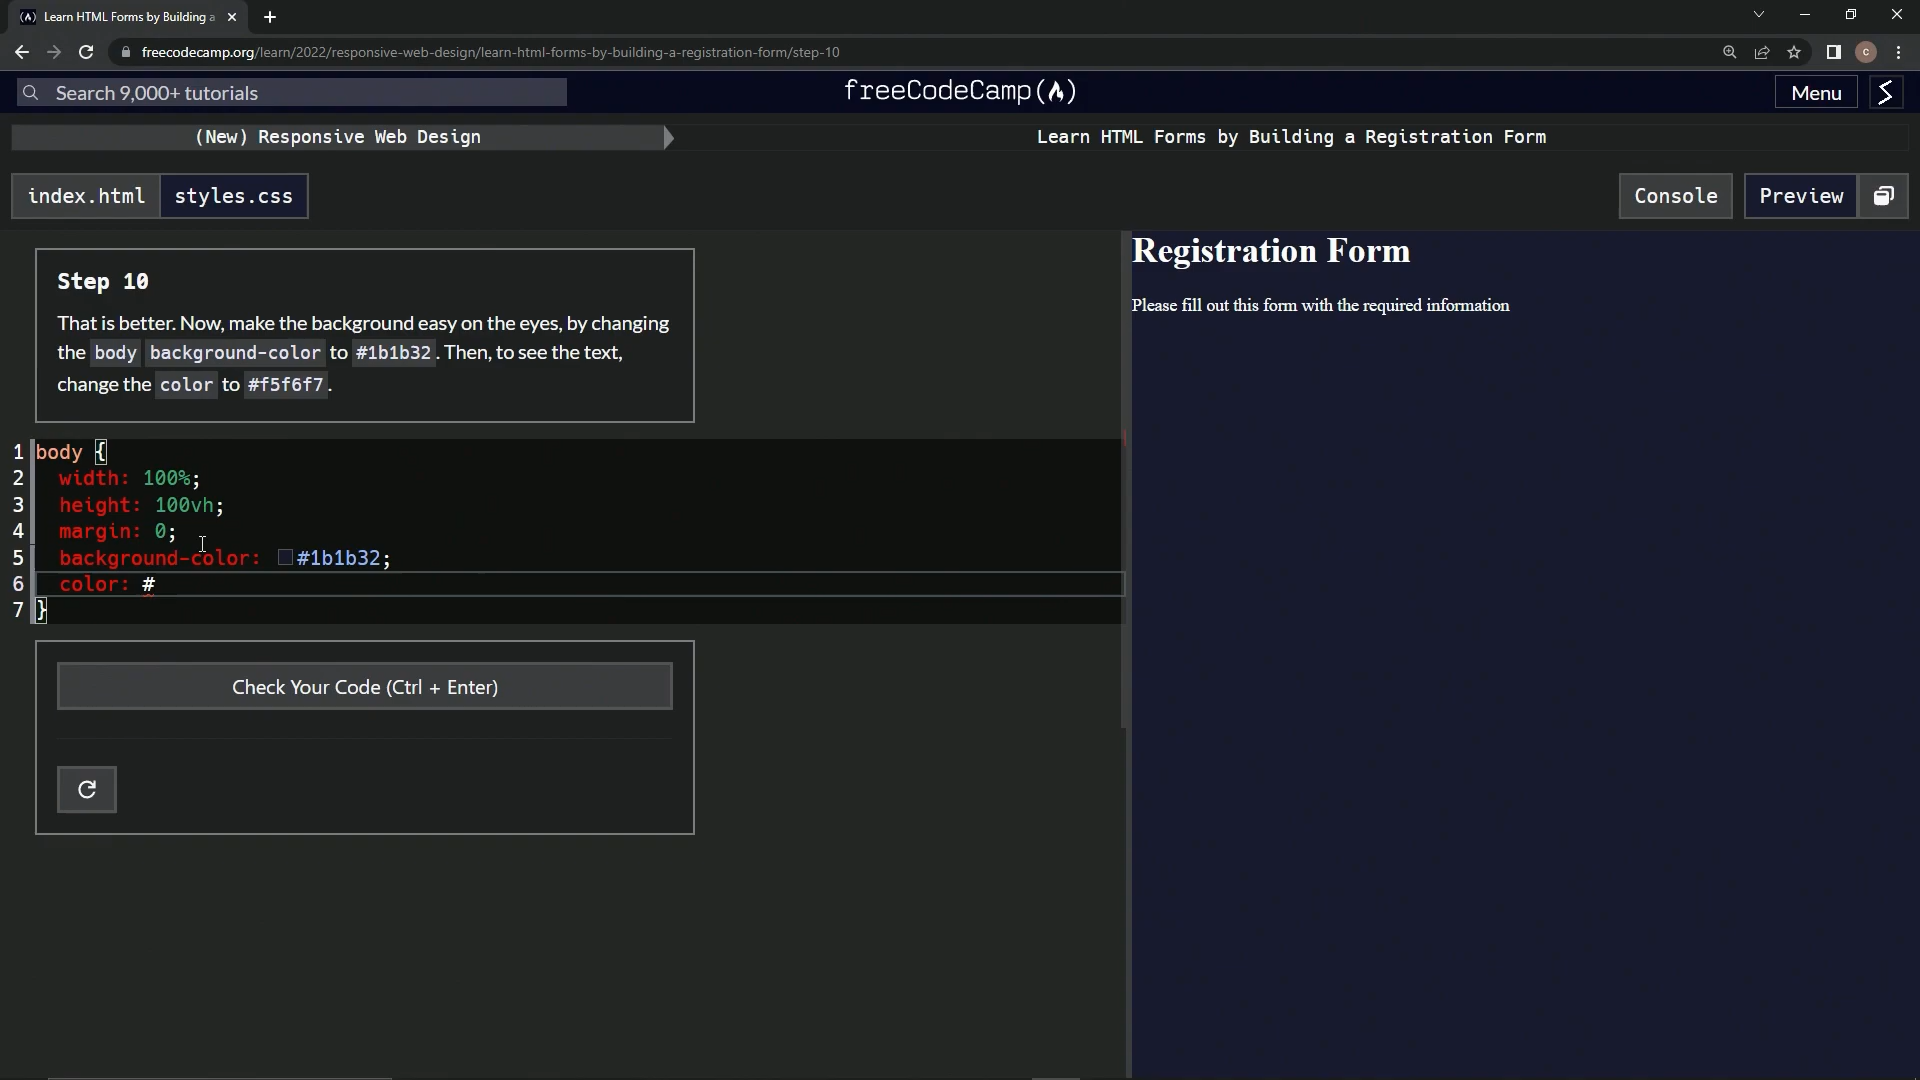 Learn HTML Forms by Building a
freecodecamp.org/learn/2022/responsive-web-design/learn-html-forms-by-building-a-registration-form/step-10
C
Search 9,000+ tutorials
freeCodeCamp
Menu
(New) Responsive Web Design
Learn HTML Forms by Building a Registration Form
index.html
styles.css
Console
Preview
Step 10
That is better. Now, make the background easy on the eyes, by changing
the body background-color to #1b1b32. Then, to see the text,
change the color to #f5f6f7.
1 body {
2 width: 100%;
3 height: 100vh;
4 margin: 0;
5 background-color: #1b1b32;
6 color: #
7 }
Check Your Code (Ctrl + Enter)
Registration Form
Please fill out this form with the required information